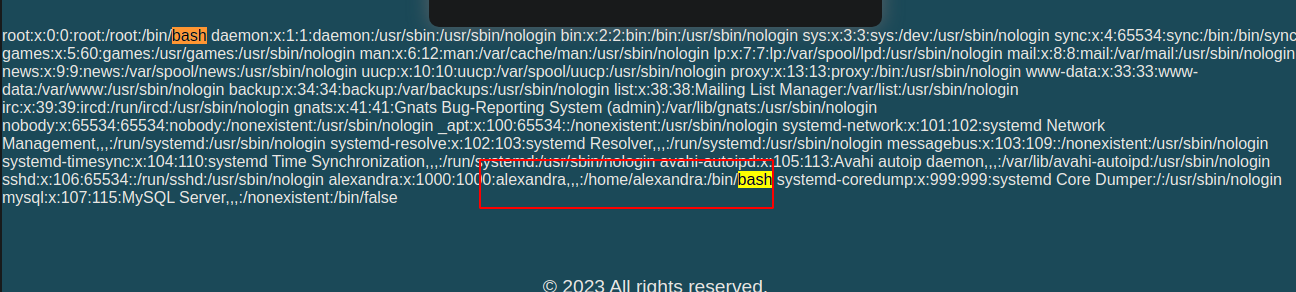 root:x:0:0:root:/root:/bin/bash daemon:x:1:1:daemon:/usr/sbin:/usr/sbin/nologin bin:x:2:2:bin:/bin:/usr/sbin/nologin sys:x:3:3:sys:/dev:/usr/sbin/nologin sync:x:4:65534:sync:/bin:/bin/sync
games:x:5:60:games:/usr/games:/usr/sbin/nologin man:x:6:12:man:/var/cache/man:/usr/sbin/nologin lp:x:7:7:lp:/var/spool/lpd:/usr/sbin/nologin mail:x:8:8:mail:/var/mail:/usr/sbin/nologin
news:x:9:9:news:/var/spool/news:/usr/sbin/nologin uucp:x:10:10:uucp:/var/spool/uucp:/usr/sbin/nologin proxy:x:13:13:proxy:/bin:/usr/sbin/nologin www-data:x:33:33:www-
data:/var/www:/usr/sbin/nologin backup:x:34:34:backup:/var/backups:/usr/sbin/nologin list:x:38:38:Mailing List Manager:/var/list:/usr/sbin/nologin
irc:x:39:39:ircd:/run/ircd:/usr/sbin/nologin gnats:x:41:41:Gnats Bug-Reporting System (admin):/var/lib/gnats:/usr/sbin/nologin
nobody:x:65534:65534:nobody:/nonexistent:/usr/sbin/nologin _apt:x:100:65534::/nonexistent:/usr/sbin/nologin systemd-network:x:101:102:systemd Network
Management,,,:/run/systemd:/usr/sbin/nologin systemd-resolve:x:102:103:systemd Resolver,,,:/run/systemd:/usr/sbin/nologin messagebus:x:103:109::/nonexistent:/usr/sbin/nologin
systemd-timesync:x:104:110:systemd Time Synchronization,,,:/run/systemd:/usr/sbin/nologin avahi-autoipd:x:105:113:Avahi autoip daemon,,,:/var/lib/avahi-autoipd:/usr/sbin/nologin
sshd:x:106:65534::/run/sshd:/usr/sbin/nologin alexandra:x:1000:1000:alexandra,,,:/home/alexandra:/bin/bash systemd-coredump:x:999:999:systemd Core Dumper:/:/usr/sbin/nologin
mysql:x:107:115:MySQL Server,,,:/nonexistent:/bin/false
© 2023 All rights reserved.